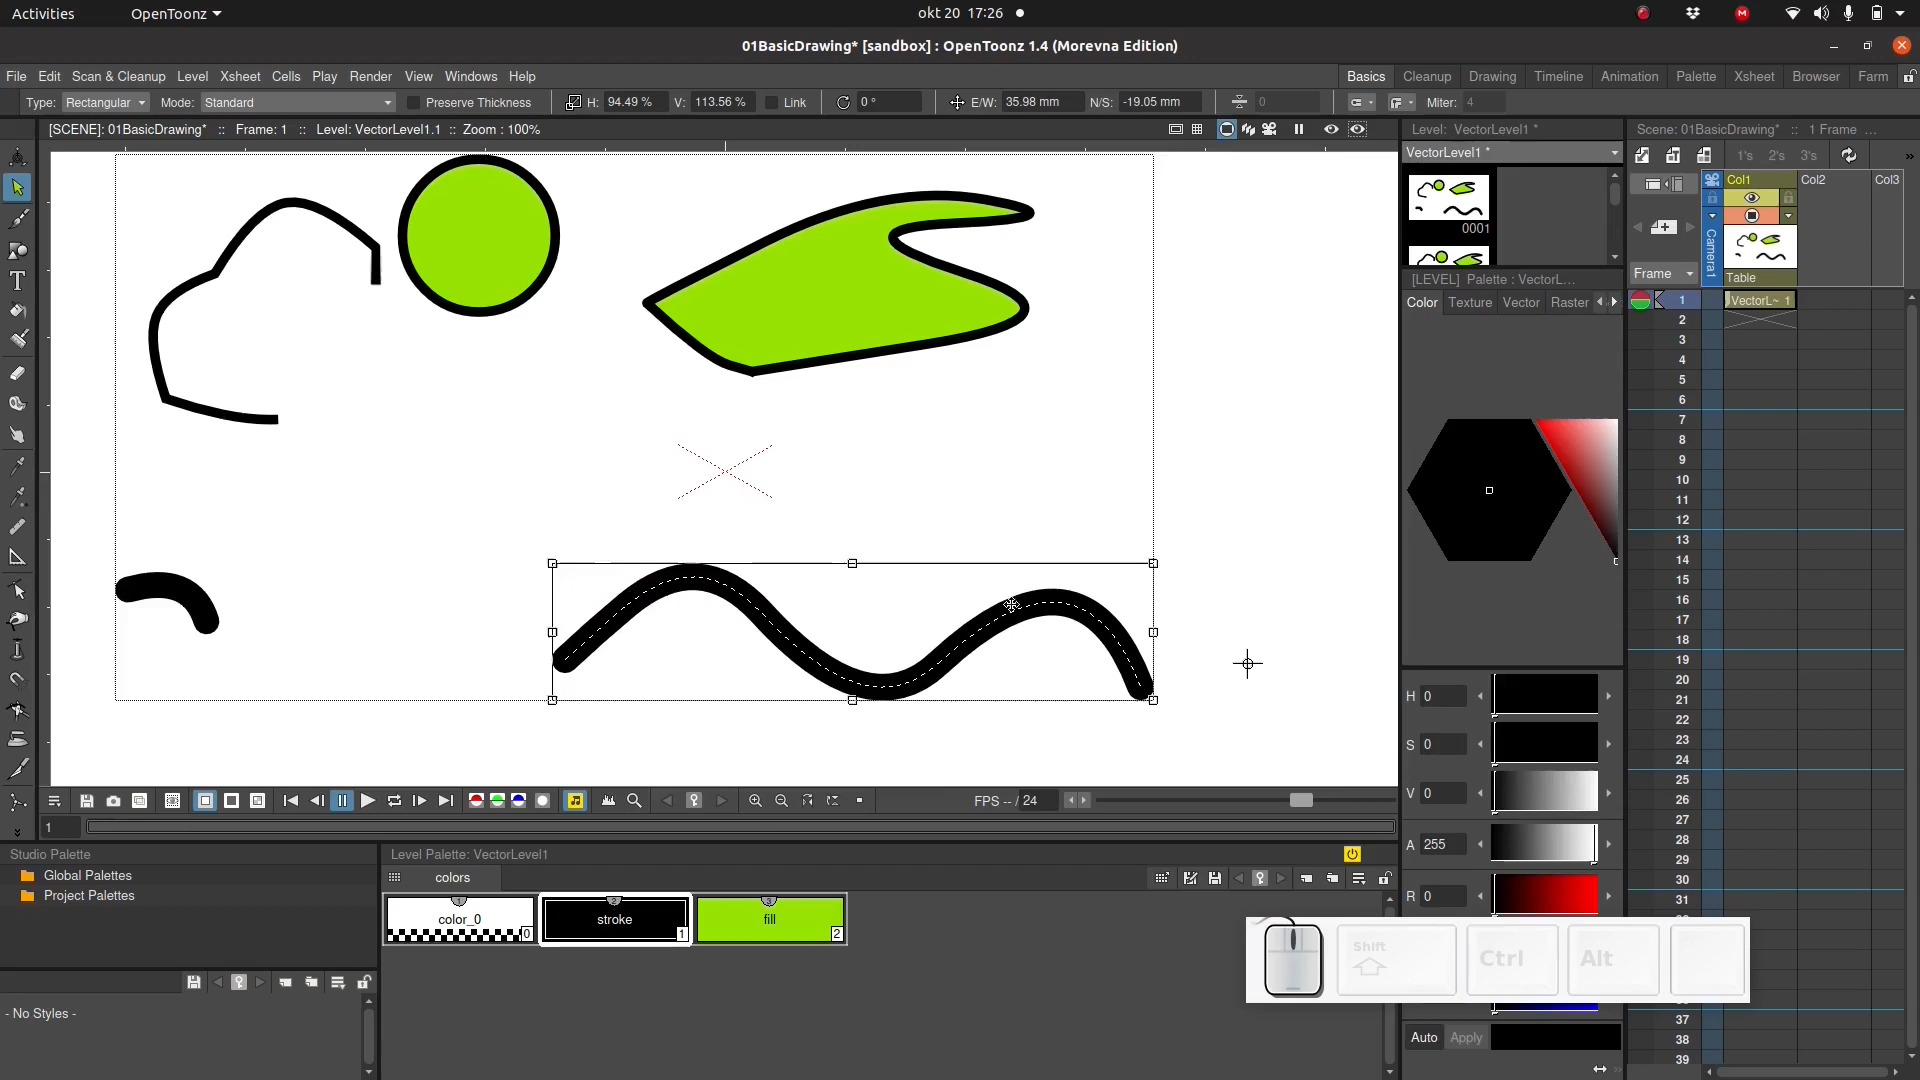 Activities OpenToonz okt 20 17:26
01BasicDrawing* [sandbox] : OpenToonz 1.4 (Morevna Edition)
File Edit Scan & Cleanup Level Xsheet Cells Play Render View Windows Help Basics Cleanup Drawing Timeline Animation Palette Xsheet Browser Farm
Type: Rectangular Mode: Standard Preserve Thickness H: 94.49 % V: 113.56 % Link 0 ° E/W: 35.98 mm N/S: -19.05 mm 0 Miter: 4
[SCENE]: 01BasicDrawing* :: Frame: 1 :: Level: VectorLevel1.1 :: Zoom : 100% Level: VectorLevel1 * Scene: 01BasicDrawing* :: 1 Frame ...
VectorLevel1 * 1's 2's 3's »
Col1 Col2 Col3
0001
Camera1
Frame Table
[LEVEL] Palette : VectorL...
Color Texture Vector Raster
1 VectorL~ 1
2
3
4
5
6
7
8
9
10
11
12
13
14
15
16
17
18
19
20
21
22
23
24
25
26
27
28
29
30
31
37
38
39
H 0
S 0
V 0
A 255
R 0
FPS -- / 24
1
Studio Palette
Global Palettes
Project Palettes
- No Styles -
Level Palette: VectorLevel1
colors
1 2 3
color_0 stroke fill
0 1 2
Shift Ctrl Alt
Auto Apply